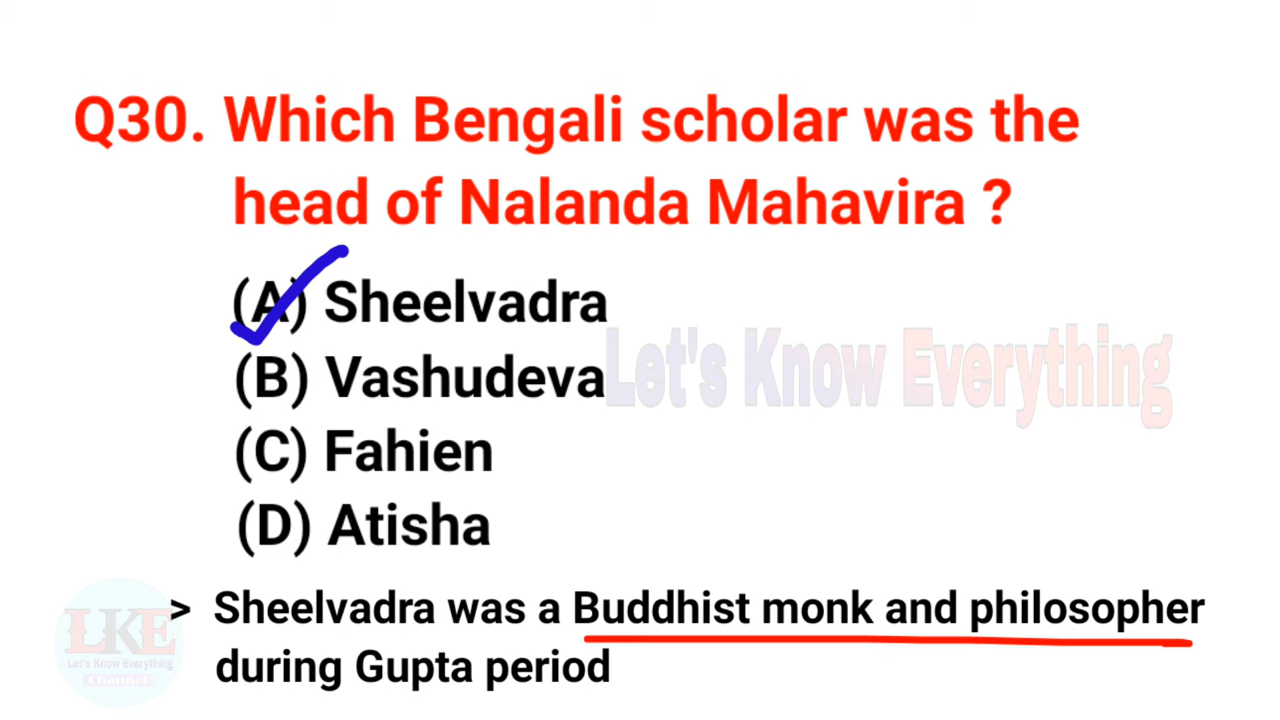 Q30. Which Bengali scholar was the
head of Nalanda Mahavira ?
(A) Sheelvadra
(B) Vashudeva
Let's Know Everything
(C) Fahien
(D) Atisha
> Sheelvadra was a Buddhist monk and philosopher
during Gupta period
LKE
Let's Know Everything
Channel